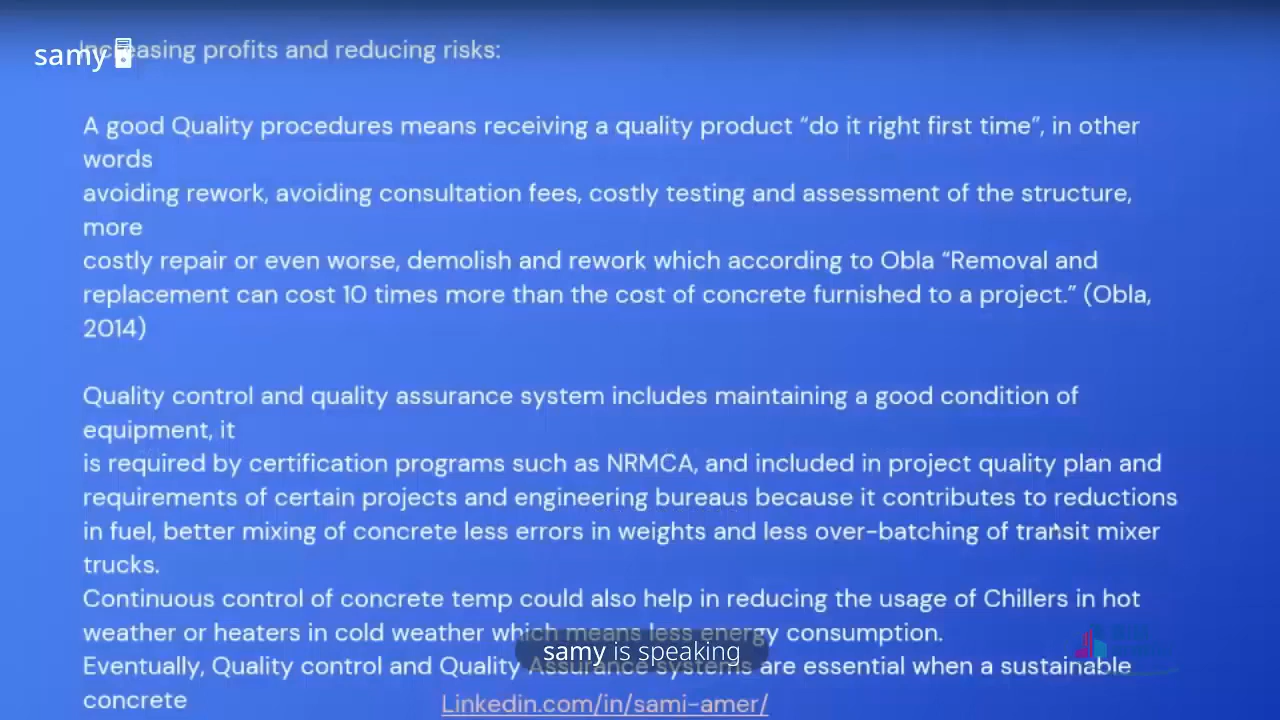 samy
Increasing profits and reducing risks:
A good Quality procedures means receiving a quality product “do it right first time”, in other
words
avoiding rework, avoiding consultation fees, costly testing and assessment of the structure,
more
costly repair or even worse, demolish and rework which according to Obla “Removal and
replacement can cost 10 times more than the cost of concrete furnished to a project.” (Obla,
2014)
Quality control and quality assurance system includes maintaining a good condition of
equipment, it
is required by certification programs such as NRMCA, and included in project quality plan and
requirements of certain projects and engineering bureaus because it contributes to reductions
in fuel, better mixing of concrete less errors in weights and less over-batching of transit mixer
trucks.
Continuous control of concrete temp could also help in reducing the usage of Chillers in hot
weather or heaters in cold weather which means less energy consumption.
samy is speaking
Eventually, Quality control and Quality Assurance systems are essential when a sustainable
concrete
Linkedin.com/in/sami-amer/